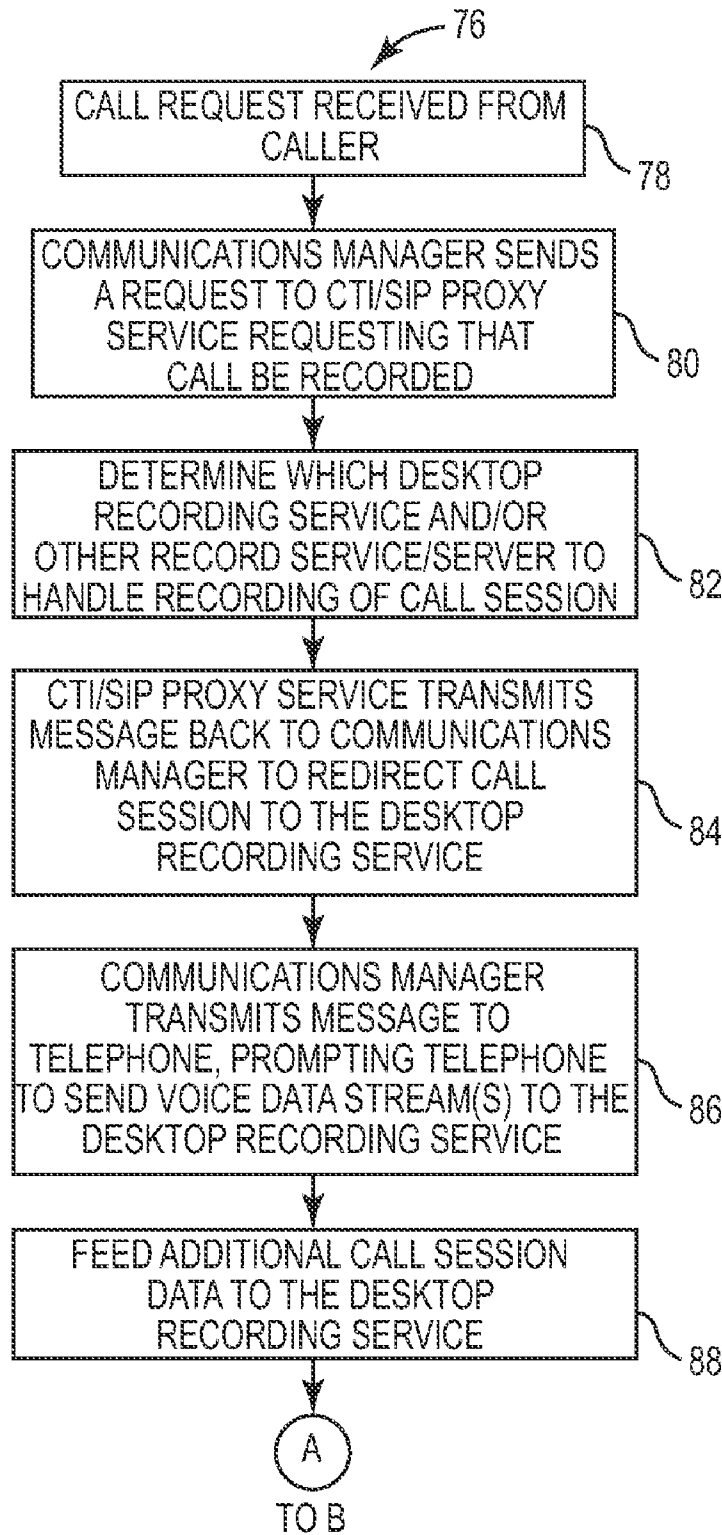 76
CALL REQUEST RECEIVED FROM
CALLER
78
COMMUNICATIONS MANAGER SENDS
A REQUEST TO CTI/SIP PROXY
SERVICE REQUESTING THAT
CALL BE RECORDED
80
DETERMINE WHICH DESKTOP
RECORDING SERVICE AND/OR
OTHER RECORD SERVICE/SERVER TO
HANDLE RECORDING OF CALL SESSION
82
CTI/SIP PROXY SERVICE TRANSMITS
MESSAGE BACK TO COMMUNICATIONS
MANAGER TO REDIRECT CALL
SESSION TO THE DESKTOP
RECORDING SERVICE
84
COMMUNICATIONS MANAGER
TRANSMITS MESSAGE TO
TELEPHONE, PROMPTING TELEPHONE
TO SEND VOICE DATA STREAM(S) TO THE
DESKTOP RECORDING SERVICE
86
FEED ADDITIONAL CALL SESSION
DATA TO THE DESKTOP
RECORDING SERVICE
88
A
TO B